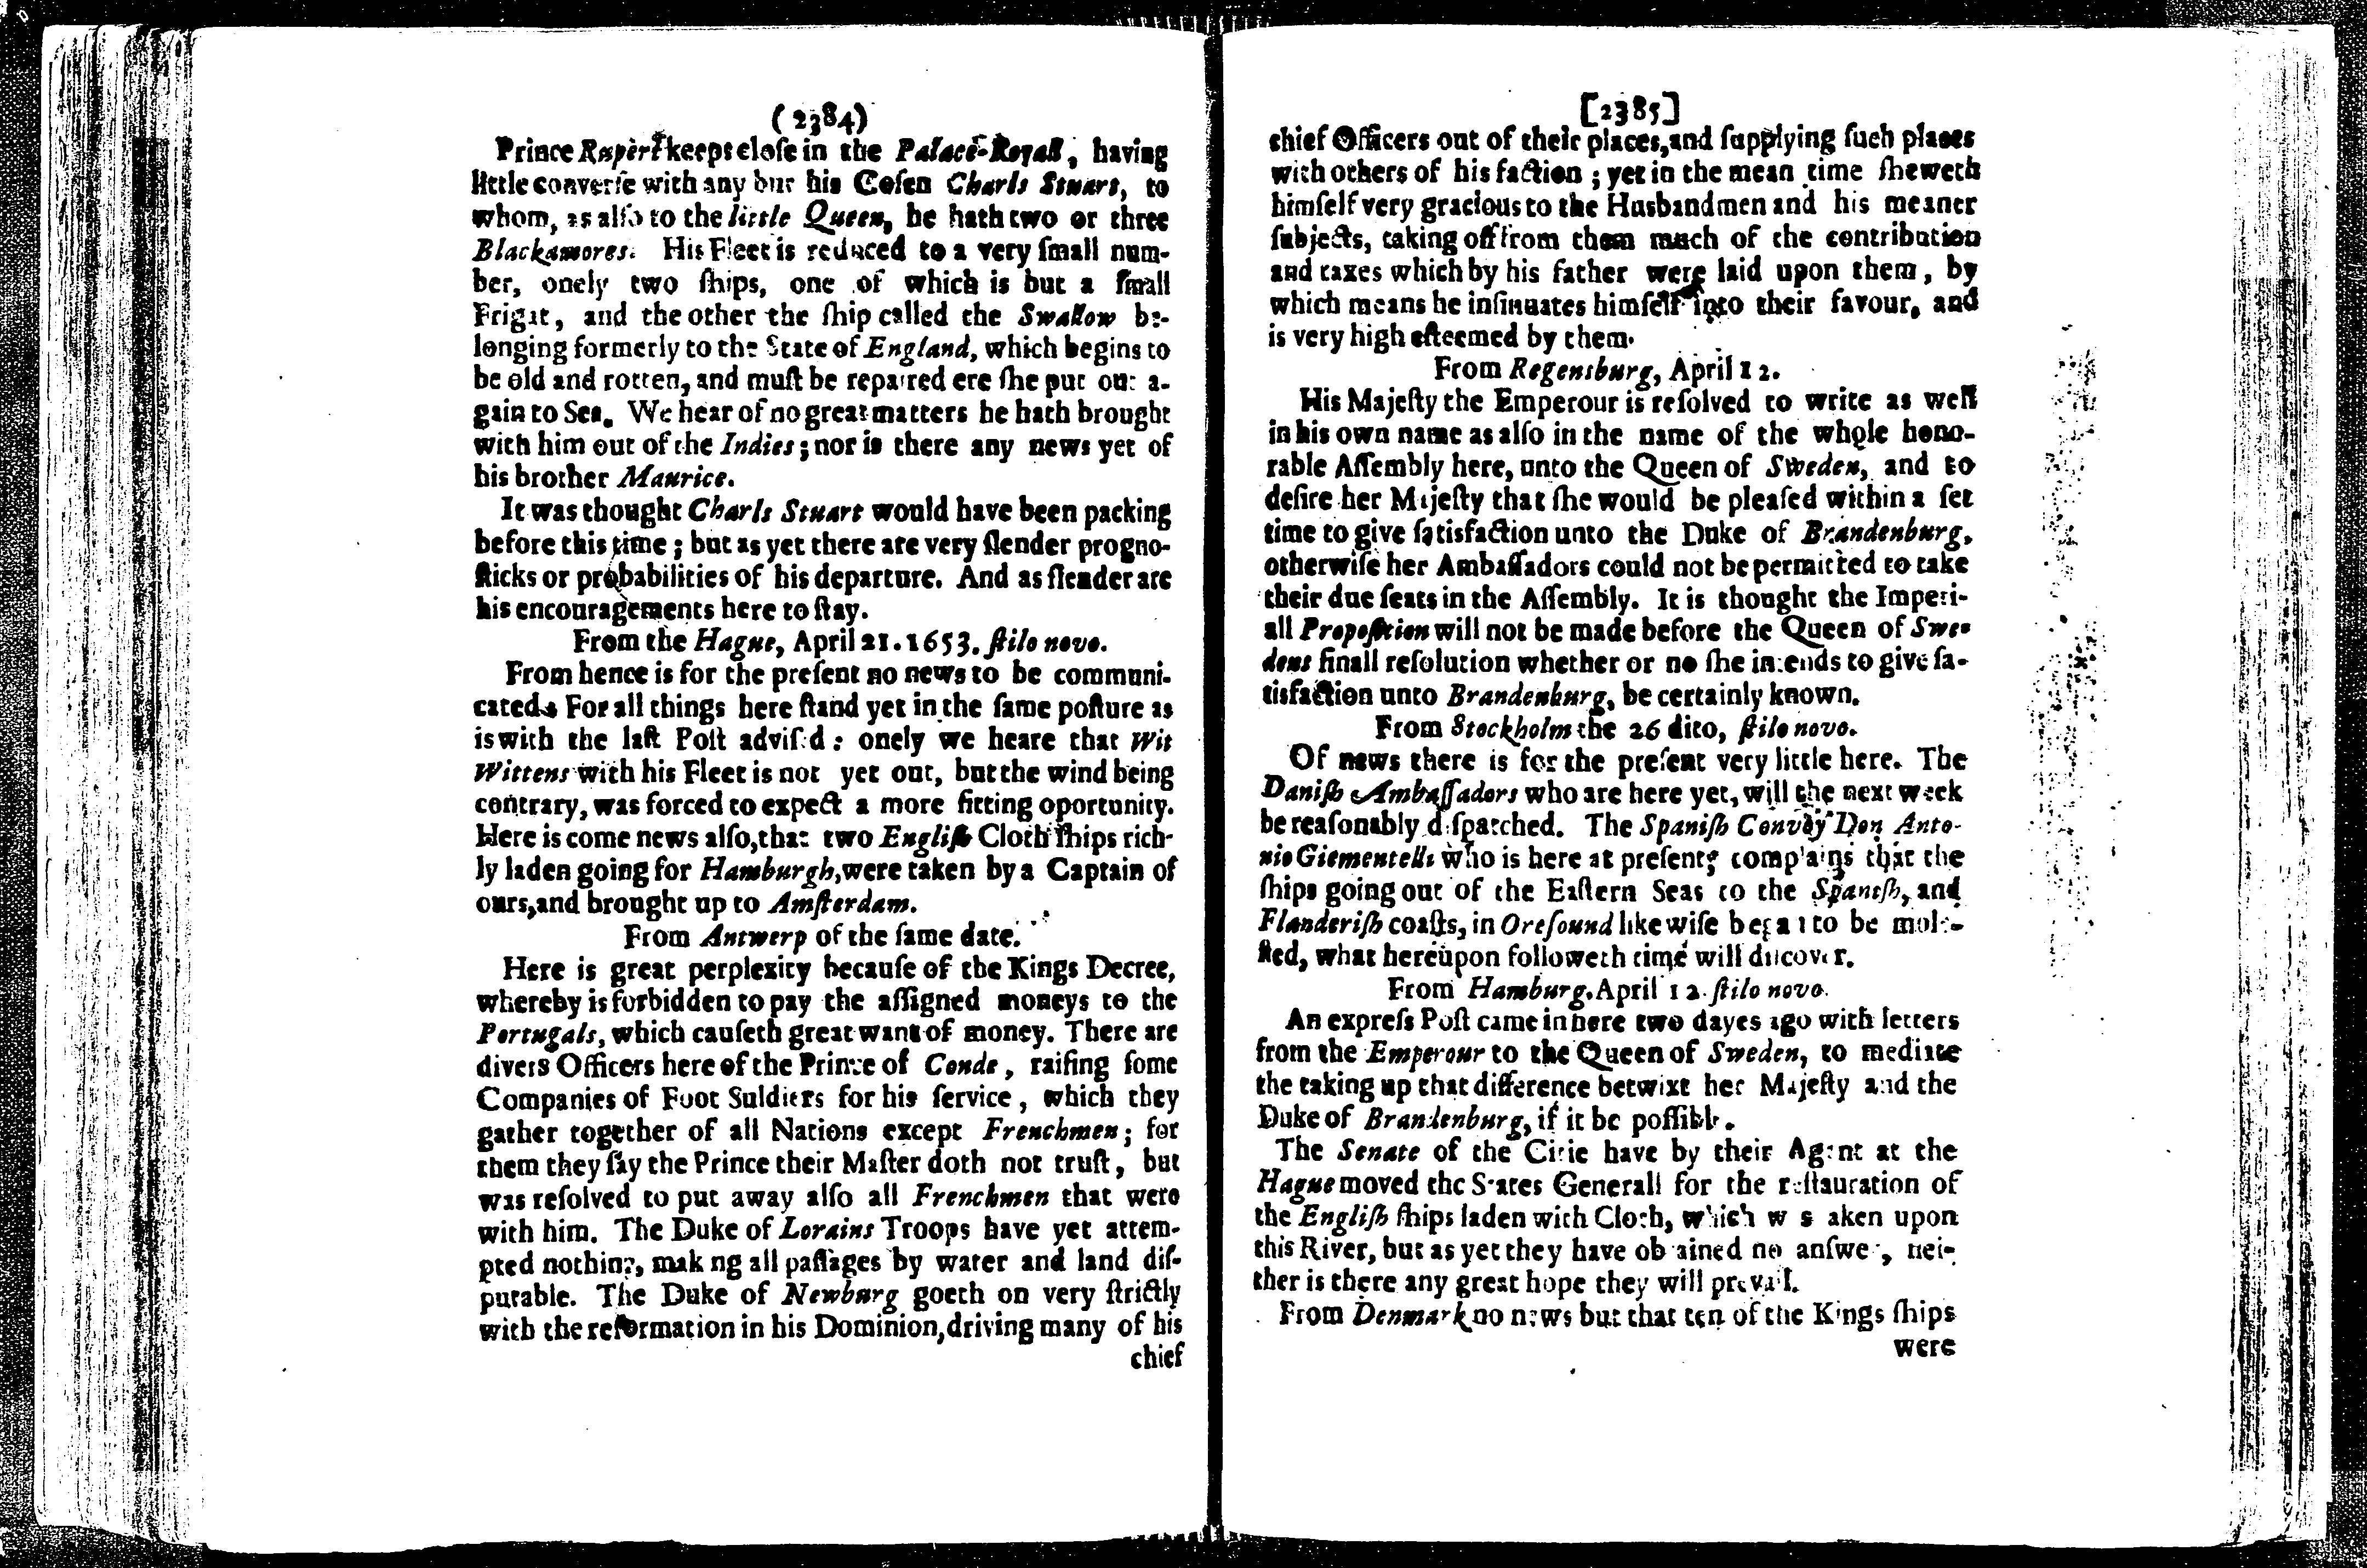 (2384)
Prince Rupert keeps close in the Palace-Royall, having
little converse with any but his Cosen Charls Stuart, to
whom, as also to the little Queen, he hath two or three
Blackamores. His Fleet is reduced to a very small num-
ber, onely two ships, one of which is but a small
Frigat, and the other the ship called the Swallow be-
longing formerly to the State of England, which begins to
be old and rotten, and must be repaired ere she put out a-
gain to Sea. We hear of no great matters he hath brought
with him out of the Indies; nor is there any news yet of
his brother Maurice.
It was thought Charls Stuart would have been packing
before this time; but as yet there are very slender progno-
sticks or probabilities of his departure. And as slender are
his encouragements here to stay.
From the Hague, April 21. 1653. stilo novo.
From hence is for the present no news to be communi-
cated. For all things here stand yet in the same posture as
is with the last Post advised: onely we heare that Wit
Wittens with his Fleet is not yet out, but the wind being
contrary, was forced to expect a more fitting oportunity.
Here is come news also, that two English Cloth ships rich-
ly laden going for Hamburgh, were taken by a Captain of
ours, and brought up to Amsterdam.
From Antwerp of the same date.
Here is great perplexity because of the Kings Decree,
whereby is forbidden to pay the assigned moneys to the
Portugals, which causeth great want of money. There are
divers Officers here of the Prince of Conde, raising some
Companies of Foot Suldiers for his service, which they
gather together of all Nations except Frenchmen; for
them they say the Prince their Master doth not trust, but
was resolved to put away also all Frenchmen that were
with him. The Duke of Lorains Troops have yet attem-
pted nothing, making all passages by water and land dis-
putable. The Duke of Newburg goeth on very strictly
with the reformation in his Dominion, driving many of his
chief
[2385]
chief Officers out of their places, and supplying such places
with others of his faction; yet in the mean time sheweth
himself very gracious to the Husbandmen and his meaner
subjects, taking off from them much of the contribution
and taxes which by his father were laid upon them, by
which means he insinuates himself into their favour, and
is very high esteemed by them.
From Regensburg, April 12.
His Majesty the Emperour is resolved to write as well
in his own name as also in the name of the whole hono-
rable Assembly here, unto the Queen of Sweden, and to
desire her Majesty that she would be pleased within a set
time to give satisfaction unto the Duke of Brandenburg,
otherwise her Ambassadors could not be permitted to take
their due seats in the Assembly. It is thought the Imperi-
all Proposition will not be made before the Queen of Swe-
dens finall resolution whether or no she intends to give sa-
tisfaction unto Brandenburg, be certainly known.
From Stockholm the 26 dito, stilo novo.
Of news there is for the present very little here. The
Danish Ambassadors who are here yet, will the next week
be reasonably dispatched. The Spanish Convoy Don Anto-
nio Giementelli who is here at present; complains that the
ships going out of the Eastern Seas to the Spanish, and
Flanderish coasts, in Oresound likewise began to be mole-
sted, what hereupon followeth time will discover.
From Hamburg, April 12. stilo novo.
An express Post came in here two dayes ago with letters
from the Emperour to the Queen of Sweden, to mediate
the taking up that difference betwixt her Majesty and the
Duke of Brandenburg, if it be possible.
The Senate of the Citie have by their Agent at the
Hague moved the States Generall for the restauration of
the English ships laden with Cloth, which was taken upon
this River, but as yet they have obtained no answer, nei-
ther is there any great hope they will prevail.
From Denmark no news but that ten of the Kings ships
were